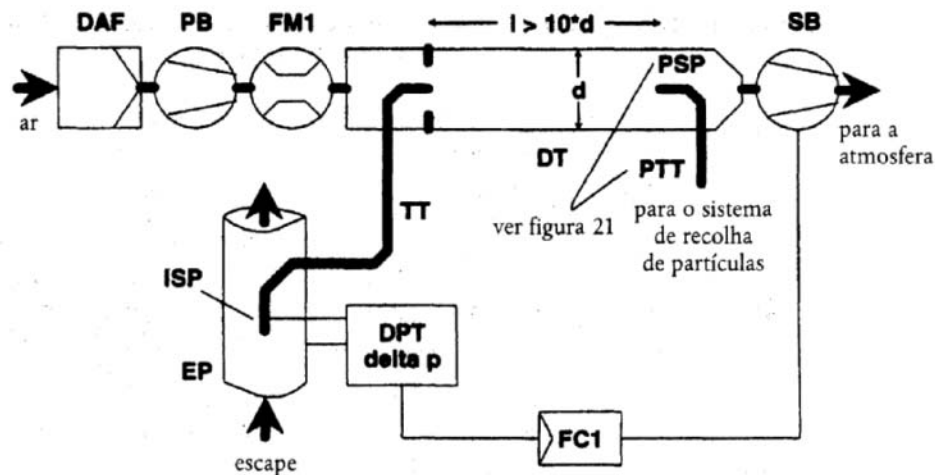 DAF
PB
FM1
l > 10*d
SB
ar
d
PSP
DT
PTT
para a
atmosfera
TT
ver figura 21
para o sistema
de recolha
de partículas
ISP
DPT
delta p
EP
FC1
escape